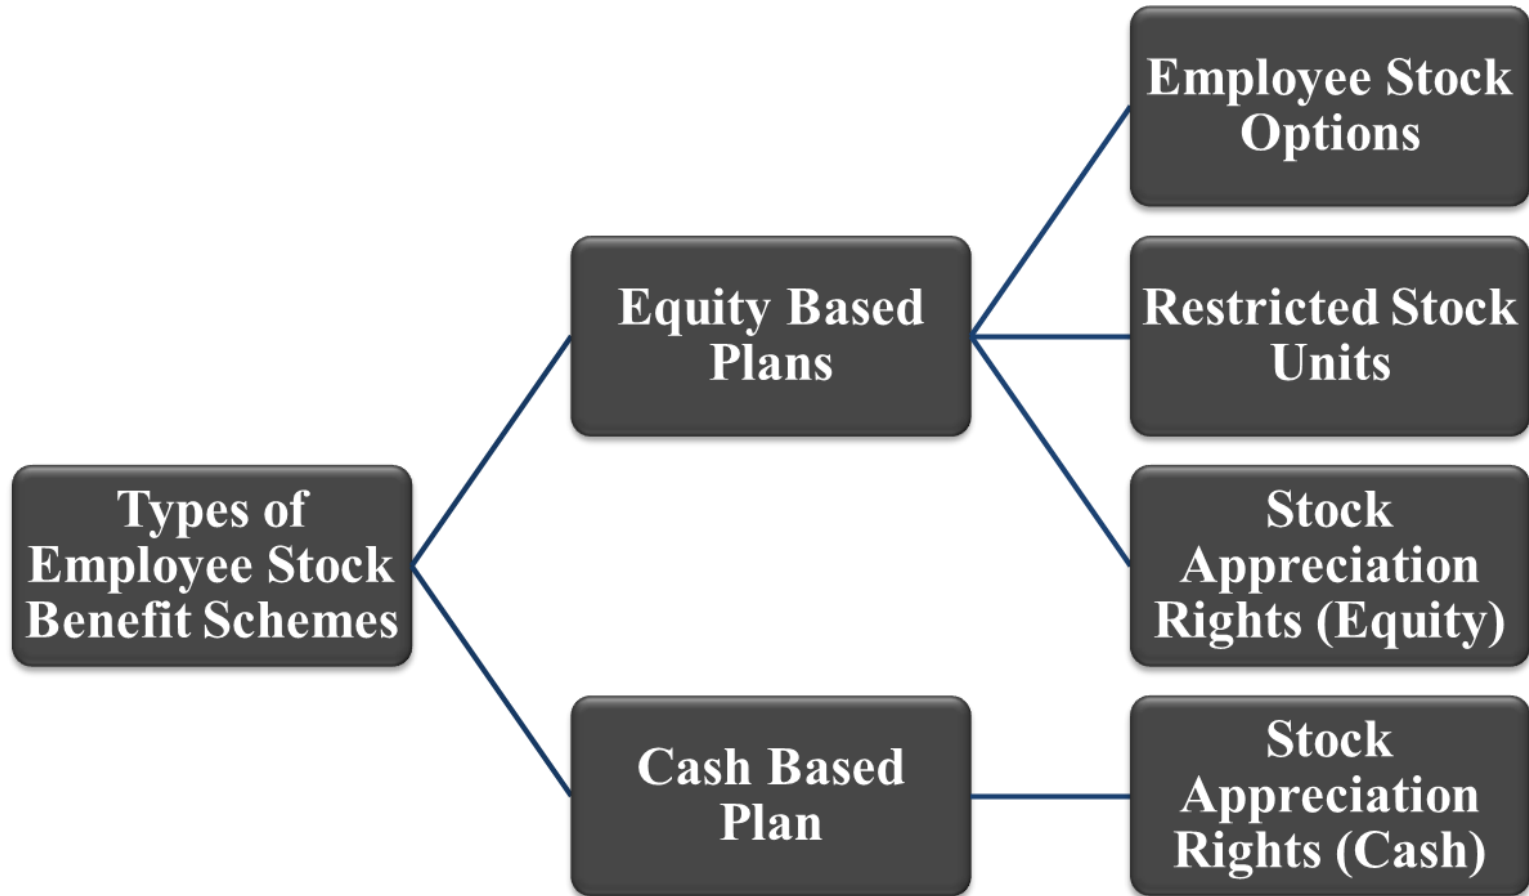 Types of
Employee Stock
Benefit Schemes
Equity Based
Plans
Employee Stock
Options
Restricted Stock
Units
Stock
Appreciation
Rights (Equity)
Cash Based
Plan
Stock
Appreciation
Rights (Cash)